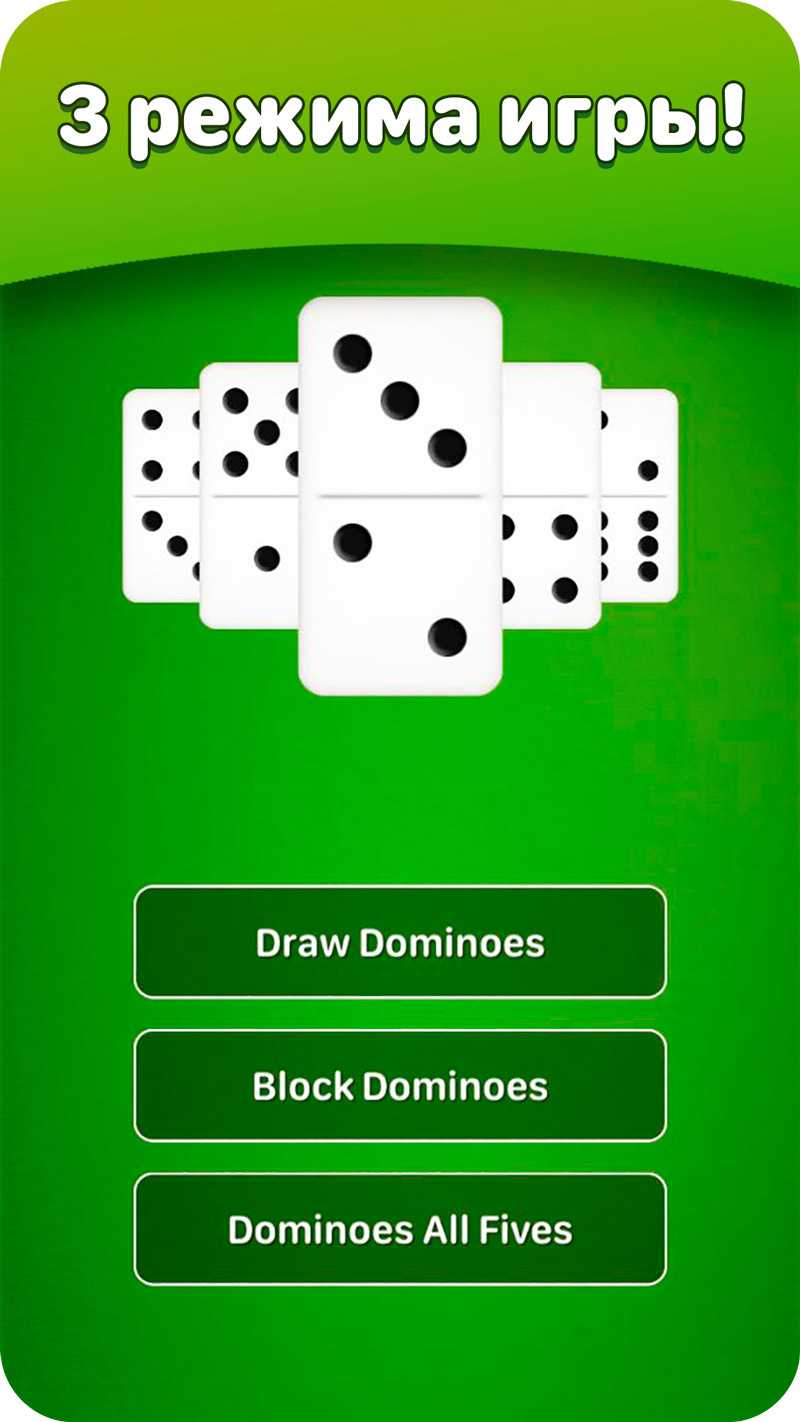 3 режима игры!
Draw Dominoes
Block Dominoes
Dominoes All Fives